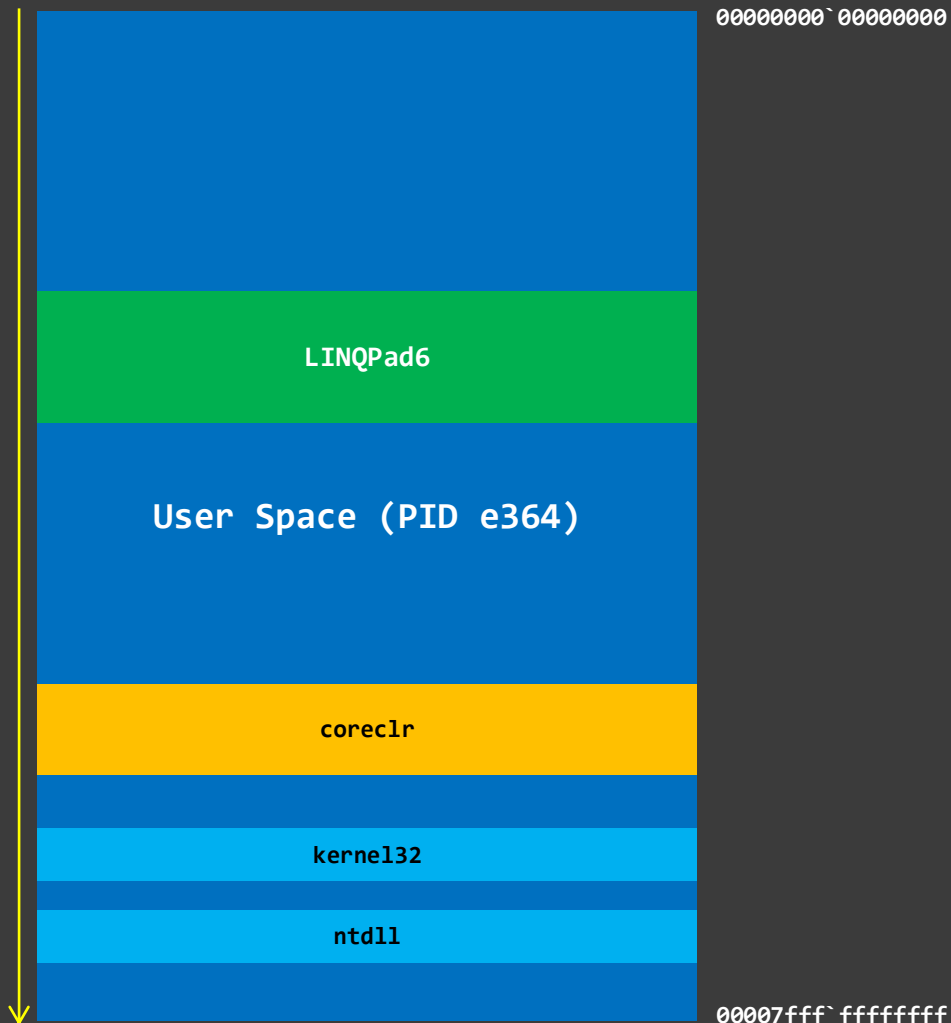 00000000`00000000
LINQPad6
User Space (PID e364)
coreclr
kernel32
ntdll
00007fff`ffffffff